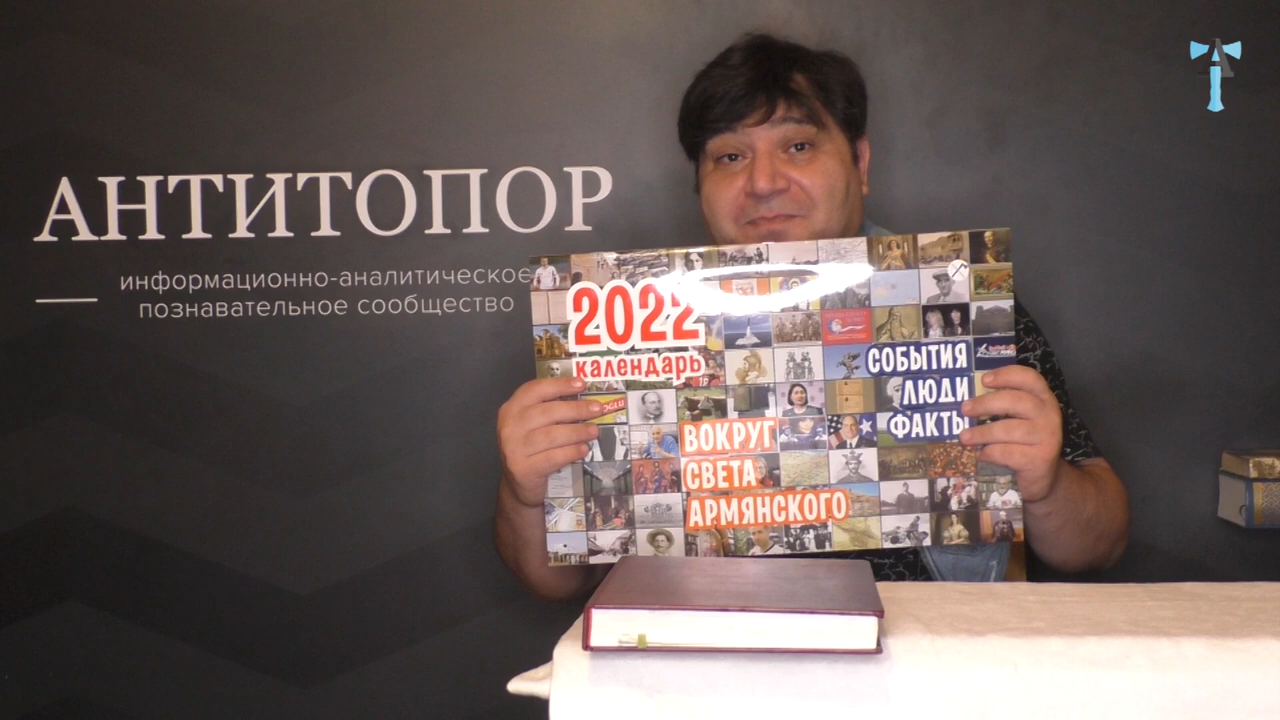 АНТИТОПОР
информационно-аналитическое
познавательное сообщество
2022
календарь
СОБЫТИЯ
ЛЮДИ
ФАКТЫ
ВОКРУГ
СВЕТА
АРМЯНСКОГО